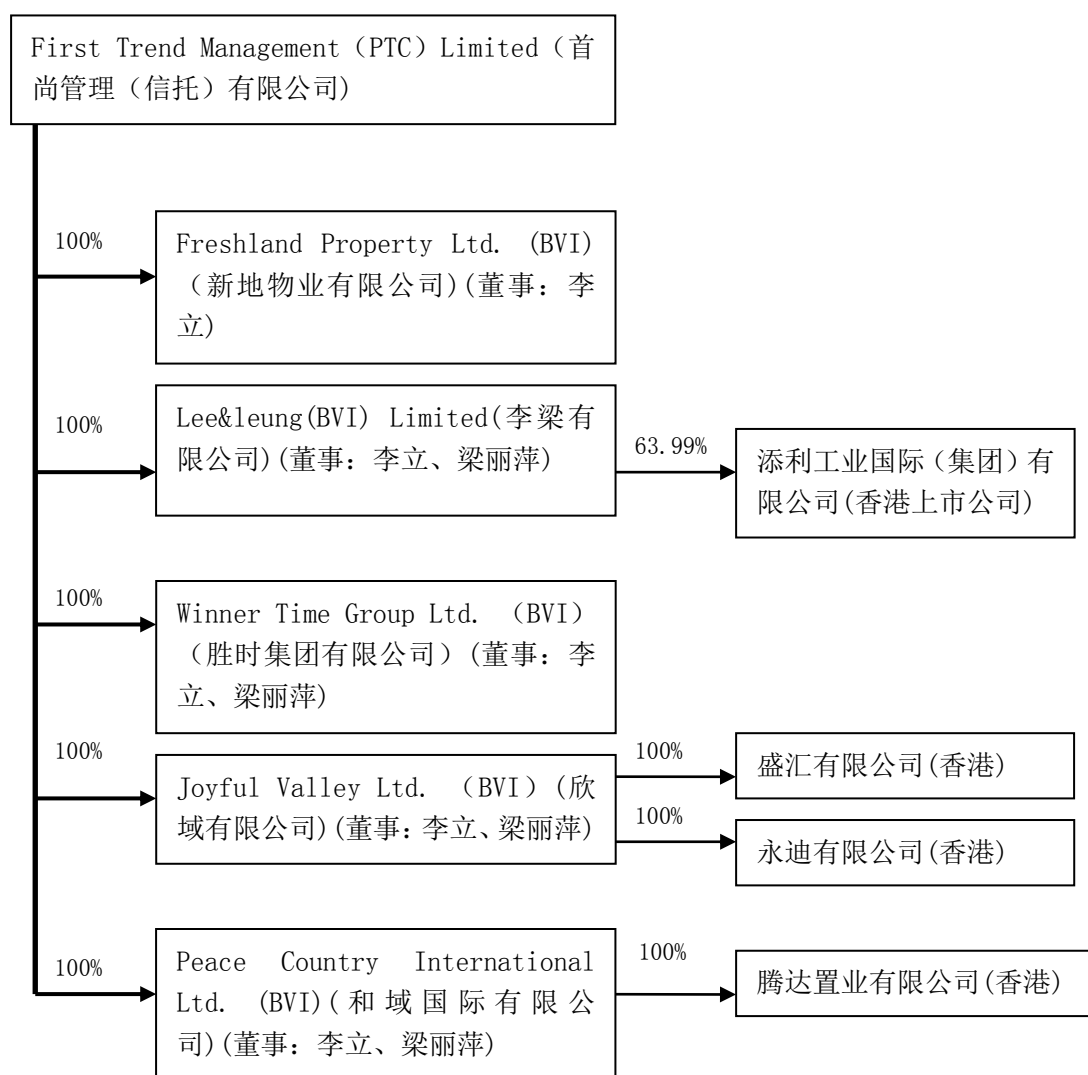 First Trend Management（PTC）Limited（首
尚管理（信托）有限公司)
100%
Freshland Property Ltd. (BVI)
（新地物业有限公司)(董事：李
立)
100%
Lee&leung(BVI) Limited(李梁有
限公司)(董事：李立、梁丽萍)
63.99%
添利工业国际（集团）有
限公司(香港上市公司)
100%
Winner Time Group Ltd. （BVI）
（胜时集团有限公司）(董事：李
立、梁丽萍)
100%
Joyful Valley Ltd. （BVI）(欣
域有限公司)(董事：李立、梁丽萍)
100%
盛汇有限公司(香港)
100%
永迪有限公司(香港)
100%
Peace Country International
Ltd. (BVI)(和域国际有限公
司)(董事：李立、梁丽萍)
100%
腾达置业有限公司(香港)